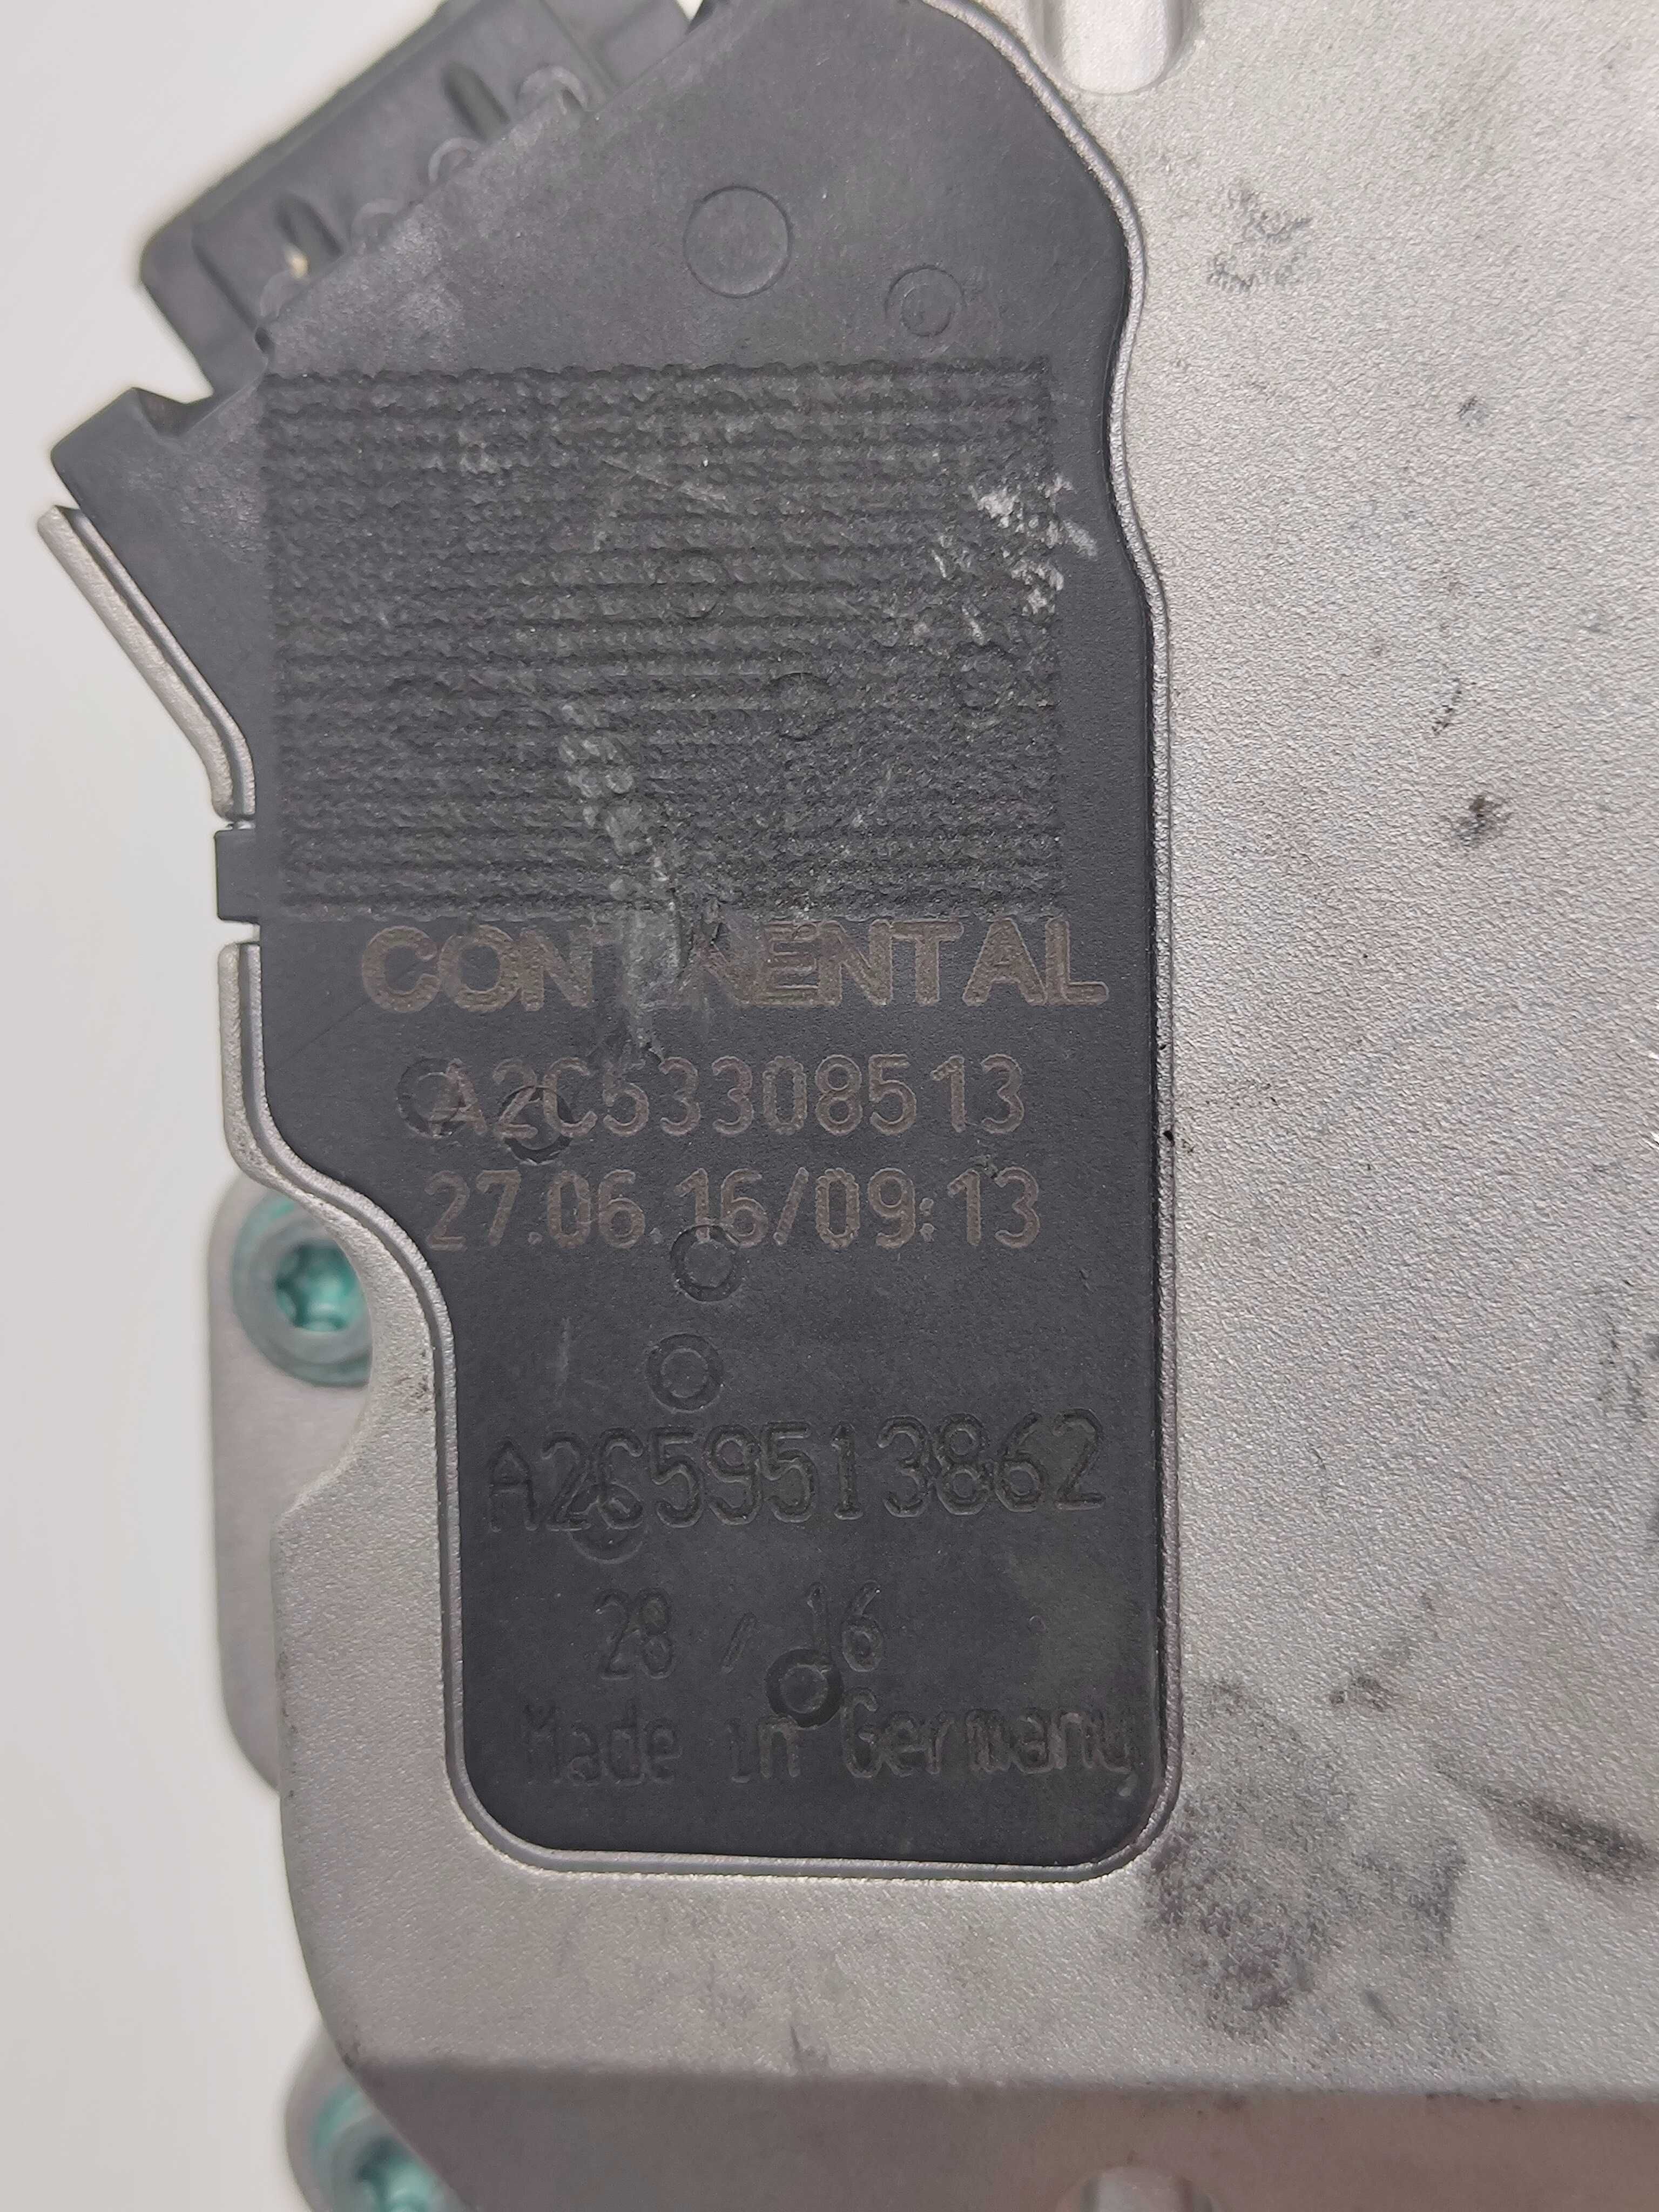 CONTINENTAL
A2C53308513
27.06.16/09:13
A2C59513862
28 / 16
Made in Germany